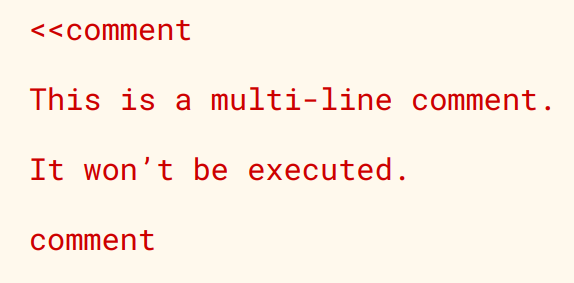 <<comment
This is a multi-line comment.
It won’t be executed.
comment